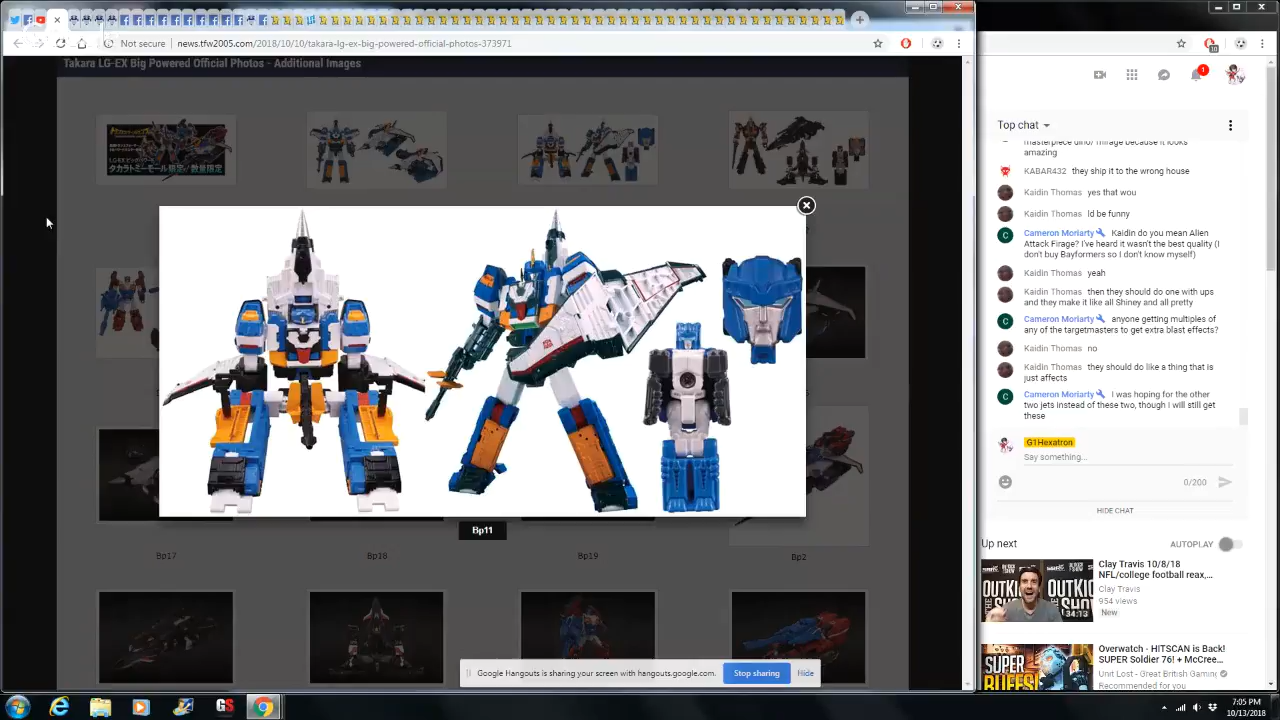 Not secure
news.tfw2005.com/2018/10/10/takara-lg-ex-big-powered-official-photos-373971
Takara LG-EX Big Powered Official Photos - Additional Images
Bp11
Bp17
Bp18
Bp19
Bp2
Google Hangouts is sharing your screen with hangouts.google.com.
Stop sharing
Hide
10
1
Top chat
masterpiece dino/ mirage because it looks
amazing
KABAR432 they ship it to the wrong house
Kaidin Thomas yes that wou
Kaidin Thomas ld be funny
C
Cameron Moriarty Kaidin do you mean Alien
Attack Firage? I've heard it wasn't the best quality (I
don't buy Bayformers so I don't know myself)
Kaidin Thomas yeah
Kaidin Thomas then they should do one with ups
and they make it like all Shiney and all pretty
C
Cameron Moriarty anyone getting multiples of
any of the targetmasters to get extra blast effects?
Kaidin Thomas no
Kaidin Thomas they should do like a thing that is
just affects
C
Cameron Moriarty I was hoping for the other
two jets instead of these two, though I will still get
these
G1Hexatron
Say something...
0/200
HIDE CHAT
Up next
AUTOPLAY
OUTKI
THE SHOW
34:13
Clay Travis 10/8/18
NFL/college football reax,...
Clay Travis
954 views
New
SUPER
BUFFS!
Overwatch - HITSCAN is Back!
SUPER Soldier 76! + McCree...
Unit Lost - Great British Gaming
Recommended for you
GS
7:05 PM
10/13/2018